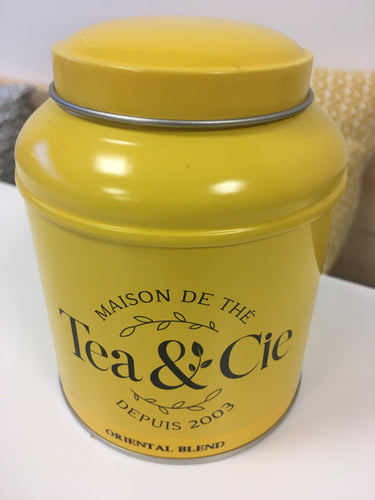 MAISON DE THÉ
Tea & Cie
DEPUIS 2003
ORIENTAL BLEND